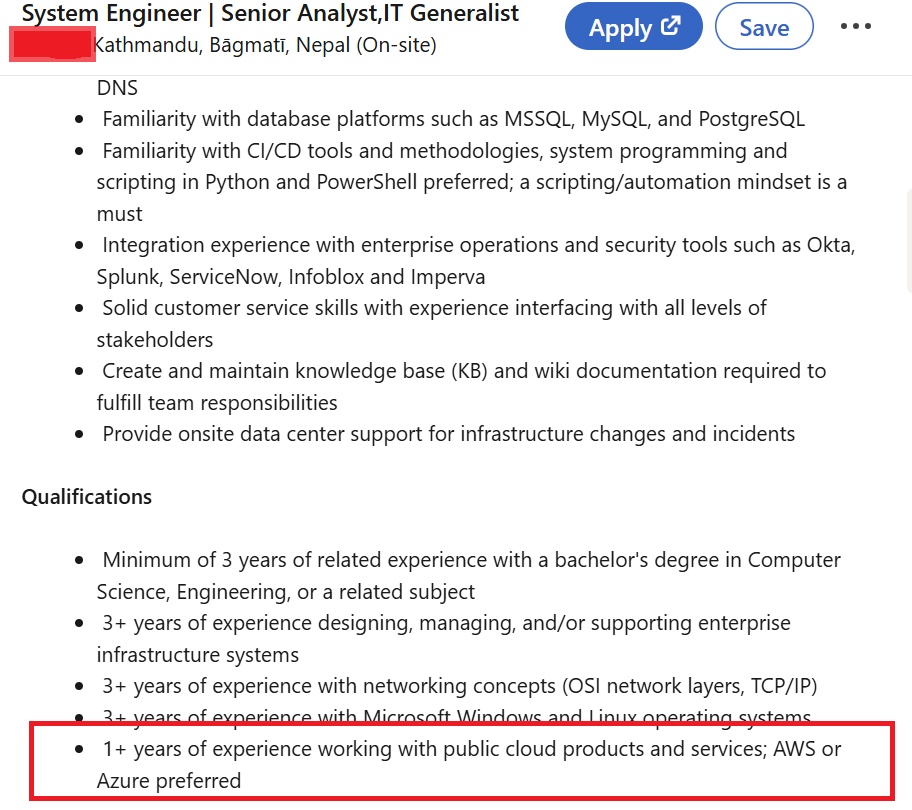 System Engineer | Senior Analyst,IT Generalist
Kathmandu, Bāgmatī, Nepal (On-site)
Apply
Save
DNS
• Familiarity with database platforms such as MSSQL, MySQL, and PostgreSQL
• Familiarity with CI/CD tools and methodologies, system programming and
scripting in Python and PowerShell preferred; a scripting/automation mindset is a
must
• Integration experience with enterprise operations and security tools such as Okta,
Splunk, ServiceNow, Infoblox and Imperva
• Solid customer service skills with experience interfacing with all levels of
stakeholders
• Create and maintain knowledge base (KB) and wiki documentation required to
fulfill team responsibilities
• Provide onsite data center support for infrastructure changes and incidents
Qualifications
• Minimum of 3 years of related experience with a bachelor's degree in Computer
Science, Engineering, or a related subject
• 3+ years of experience designing, managing, and/or supporting enterprise
infrastructure systems
• 3+ years of experience with networking concepts (OSI network layers, TCP/IP)
• 3+ years of experience with Microsoft Windows and Linux operating systems
• 1+ years of experience working with public cloud products and services; AWS or
Azure preferred